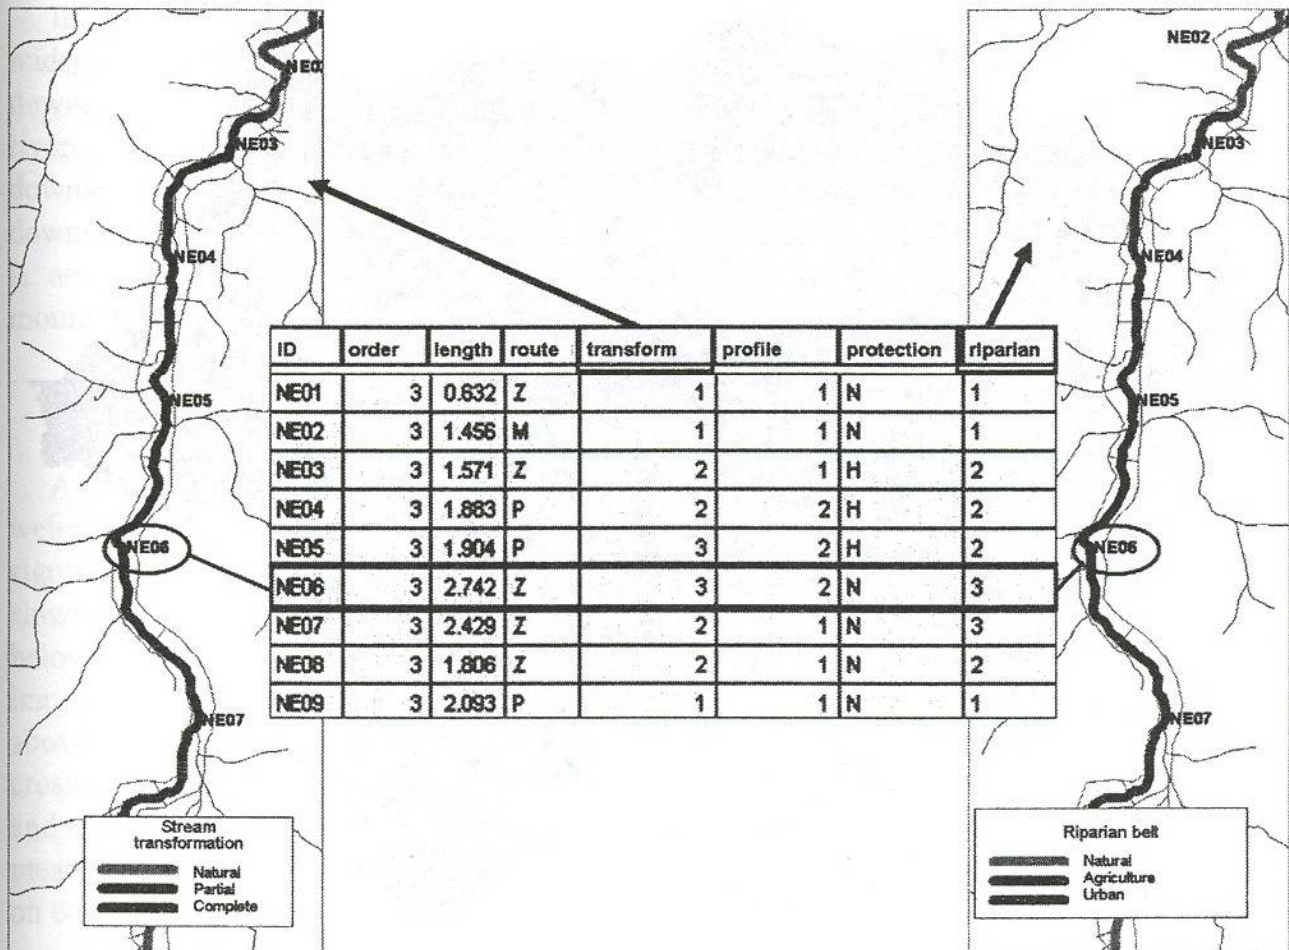 NE02
NE03
NE03
NE04
NE04
ID order length route transform profile protection riparian
NE01 3 0.632 Z 1 1 N 1
NE02 3 1.456 M 1 1 N 1
NE03 3 1.571 Z 2 1 H 2
NE04 3 1.883 P 2 2 H 2
NE05 3 1.904 P 3 2 H 2
NE06 3 2.742 Z 3 2 N 3
NE07 3 2.429 Z 2 1 N 3
NE08 3 1.806 Z 2 1 N 2
NE09 3 2.093 P 1 1 N 1
NE05
NE05
NE06
NE06
NE07
NE07
Stream
transformation
Natural
Partial
Complete
Riparian belt
Natural
Agriculture
Urban